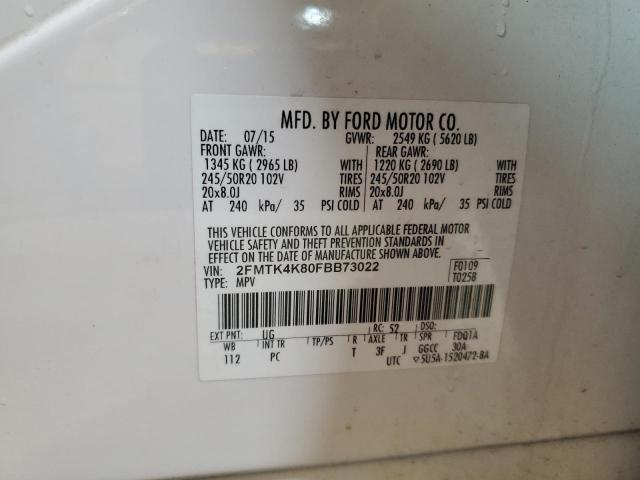 MFD. BY FORD MOTOR CO.
DATE: 07/15 GVWR: 2549 KG ( 5620 LB)
FRONT GAWR: REAR GAWR:
1345 KG ( 2965 LB) WITH 1220 KG ( 2690 LB) WITH
245/50R20 102V TIRES 245/50R20 102V TIRES
20x8.0J RIMS 20x8.0J RIMS
AT 240 kPa/ 35 PSI COLD AT 240 kPa/ 35 PSI COLD
THIS VEHICLE CONFORMS TO ALL APPLICABLE FEDERAL MOTOR
VEHICLE SAFETY AND THEFT PREVENTION STANDARDS IN
EFFECT ON THE DATE OF MANUFACTURE SHOWN ABOVE.
VIN: 2FMTK4K80FBB73022 F0109
TYPE: MPV T0258
EXT PNT: UG RC: 52 DSO: FDQ1A
WB INT TR TP/PS R AXLE TR SPR 30A
112 PC T 3F J GGCC
UTC ▽5U5A-1520472-BA